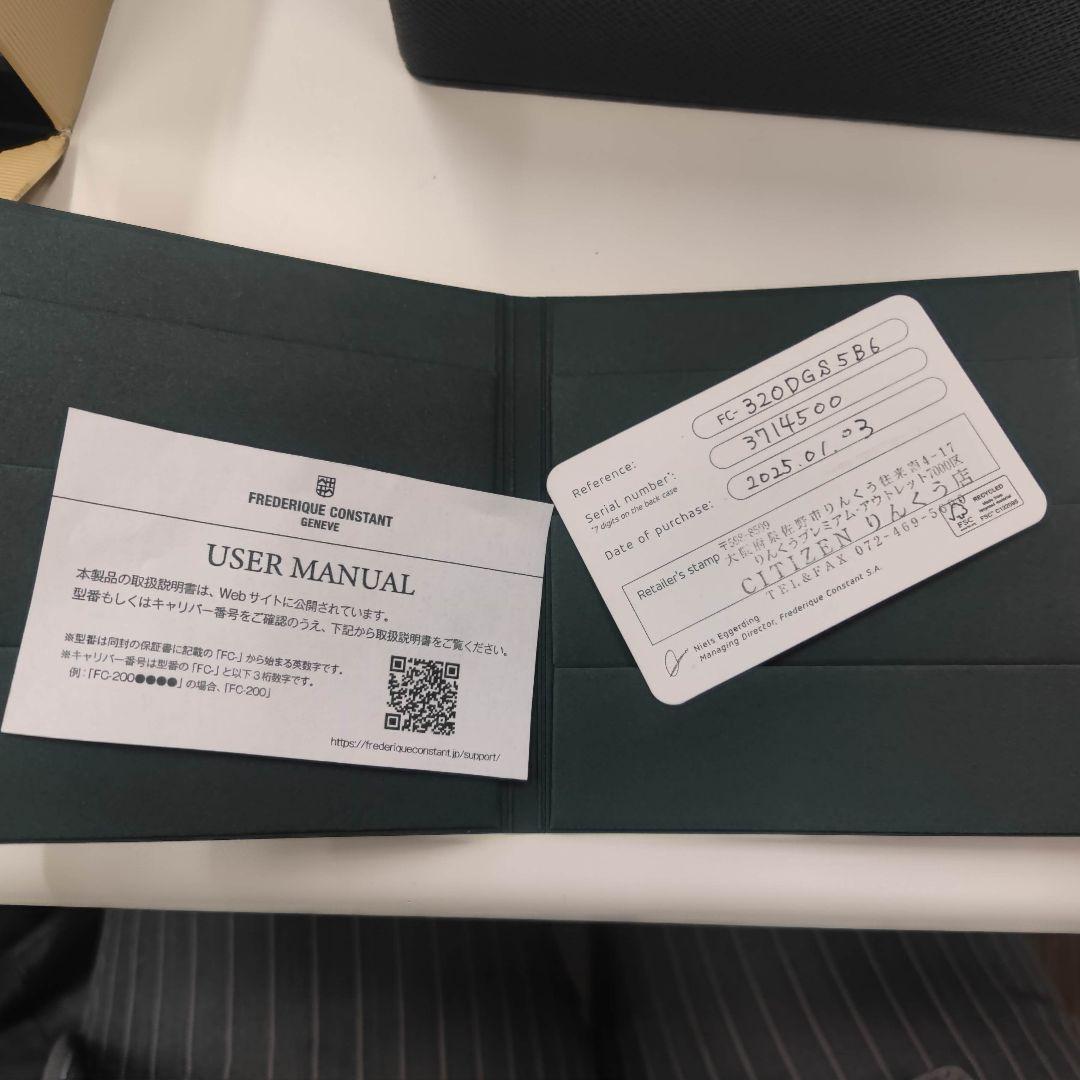 FREDERIQUE CONSTANT
GENEVE
USER MANUAL
本製品の取扱説明書は、Webサイトに公開されています。
型番もしくはキャリバー番号をご確認のうえ、下記から取扱説明書をご覧ください。
※型番は同封の保証書に記載の「FC-」から始まる英数字です。
※キャリバー番号は型番の「FC-」と以下3桁数字です。
例:「FC-200●●●●」の場合、「FC-200」
https://frederiqueconstant.jp/support/
Reference: FC-320DGS5B6
Serial number*: 3714500
*7 digits on the back case
Date of purchase: 2025.01.03
Retailer's stamp
大阪府泉佐野市りんくう往来南4-17
りんくうプレミアム・アウトレット7000区
CITIZEN りんくう店
TEL&FAX 072-469-
Niels Eggerding
Managing Director, Frederique Constant S.A.
FSC
RECYCLED